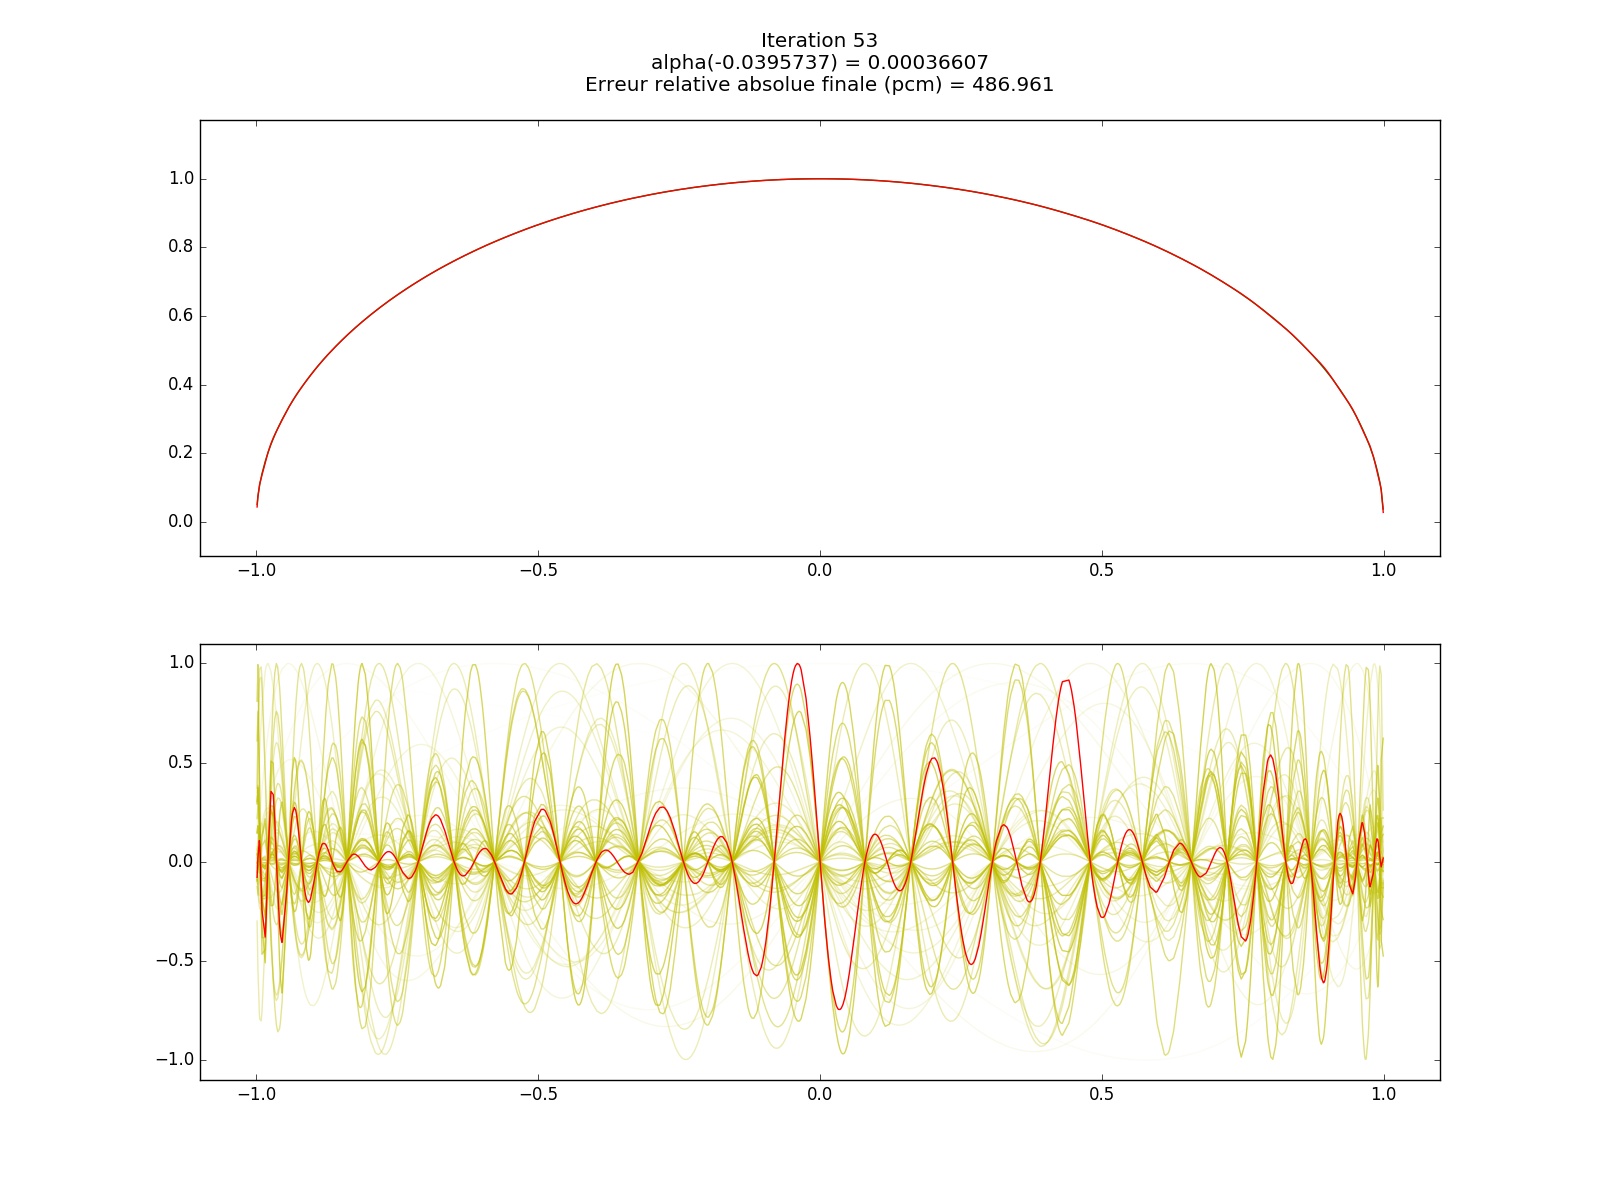 Iteration 53
alpha(-0.0395737) = 0.00036607
Erreur relative absolue finale (pcm) = 486.961
1.0
0.8
0.6
0.4
0.2
0.0
−1.0 −0.5 0.0 0.5 1.0
1.0
0.5
0.0
−0.5
−1.0
−1.0 −0.5 0.0 0.5 1.0